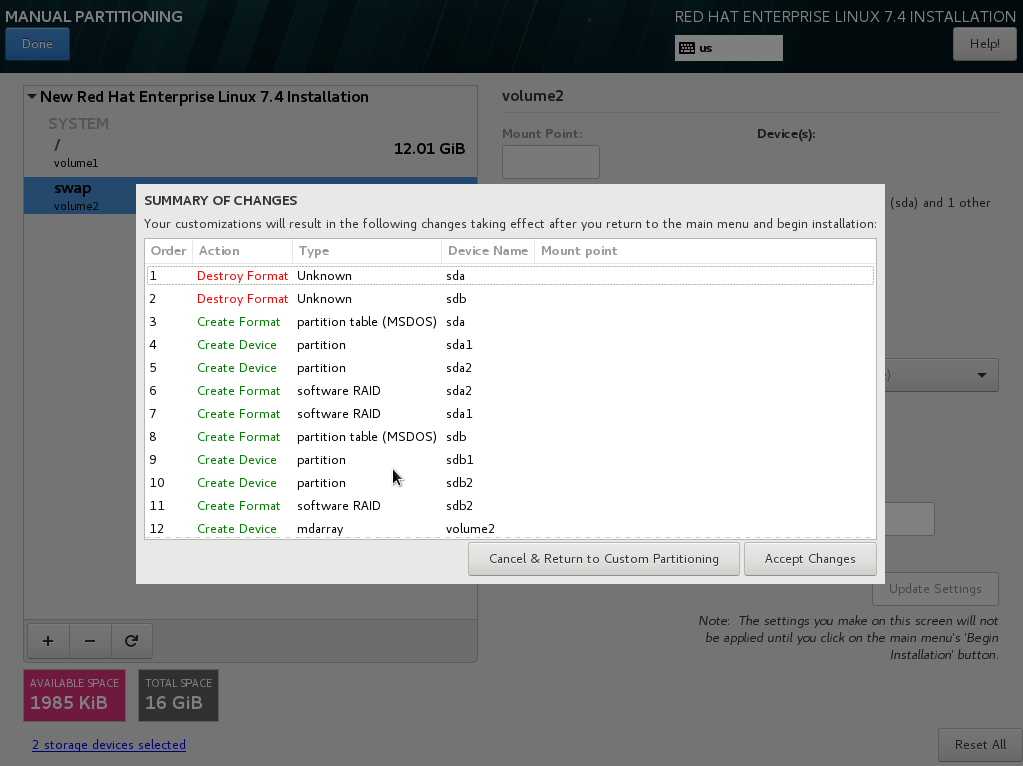 MANUAL PARTITIONING
RED HAT ENTERPRISE LINUX 7.4 INSTALLATION
Done
us
Help!
New Red Hat Enterprise Linux 7.4 Installation
SYSTEM
/
volume1
12.01 GiB
swap
volume2
volume2
Mount Point:
Device(s):
(sda) and 1 other
SUMMARY OF CHANGES
Your customizations will result in the following changes taking effect after you return to the main menu and begin installation:
Order Action Type Device Name Mount point
1 Destroy Format Unknown sda
2 Destroy Format Unknown sdb
3 Create Format partition table (MSDOS) sda
4 Create Device partition sda1
5 Create Device partition sda2
6 Create Format software RAID sda2
7 Create Format software RAID sda1
8 Create Format partition table (MSDOS) sdb
9 Create Device partition sdb1
10 Create Device partition sdb2
11 Create Format software RAID sdb2
12 Create Device mdarray volume2
Cancel & Return to Custom Partitioning
Accept Changes
Update Settings
Note: The settings you make on this screen will not
be applied until you click on the main menu's 'Begin
Installation' button.
+ −
AVAILABLE SPACE
1985 KiB
TOTAL SPACE
16 GiB
2 storage devices selected
Reset All